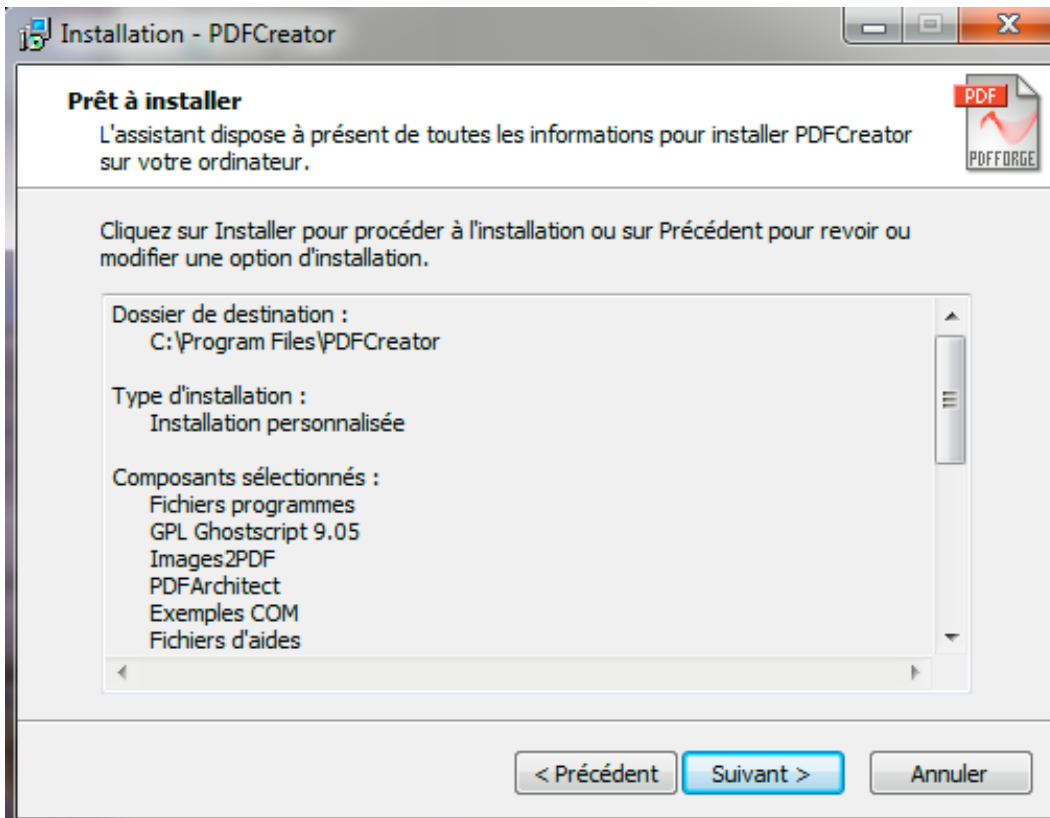 Installation - PDFCreator
Prêt à installer
L'assistant dispose à présent de toutes les informations pour installer PDFCreator
sur votre ordinateur.
PDF
PDFFORGE
Cliquez sur Installer pour procéder à l'installation ou sur Précédent pour revoir ou
modifier une option d'installation.
Dossier de destination :
C:\Program Files\PDFCreator
Type d'installation :
Installation personnalisée
Composants sélectionnés :
Fichiers programmes
GPL Ghostscript 9.05
Images2PDF
PDFArchitect
Exemples COM
Fichiers d'aides
< Précédent
Suivant >
Annuler